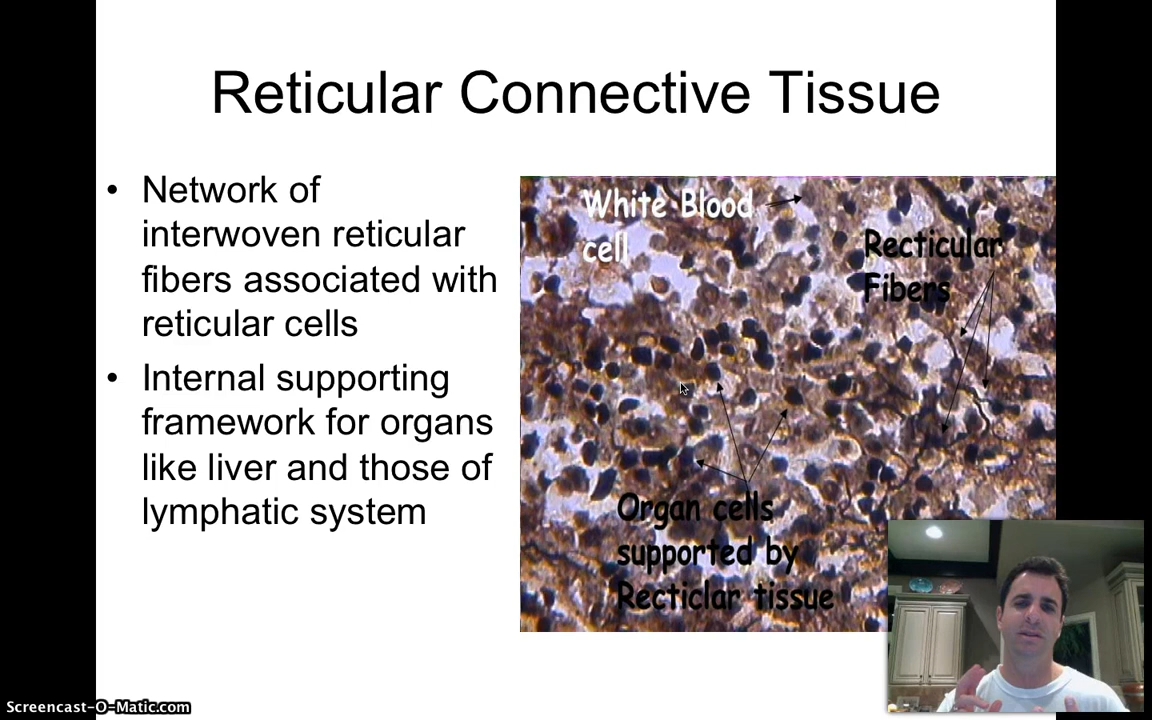 Reticular Connective Tissue
• Network of
interwoven reticular
fibers associated with
reticular cells
• Internal supporting
framework for organs
like liver and those of
lymphatic system
White Blood
cell
Recticular
Fibers
Organ cells
supported by
Recticlar tissue
Screencast-O-Matic.com